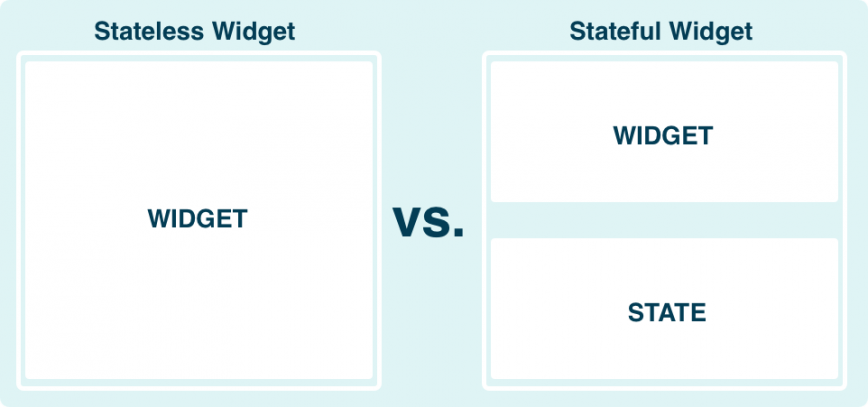 Stateless Widget
WIDGET
vs.
Stateful Widget
WIDGET
STATE